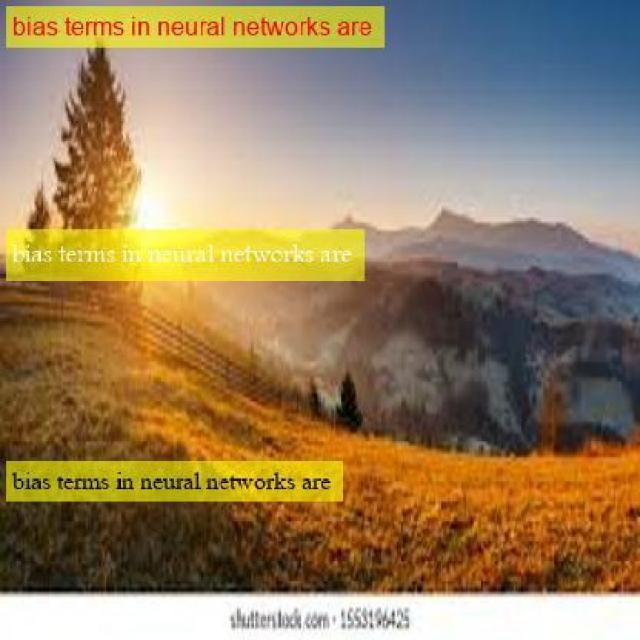 bias terms in neural networks are
bias terms in neural networks are
bias terms in neural networks are
shutterstock.com · 1553196425